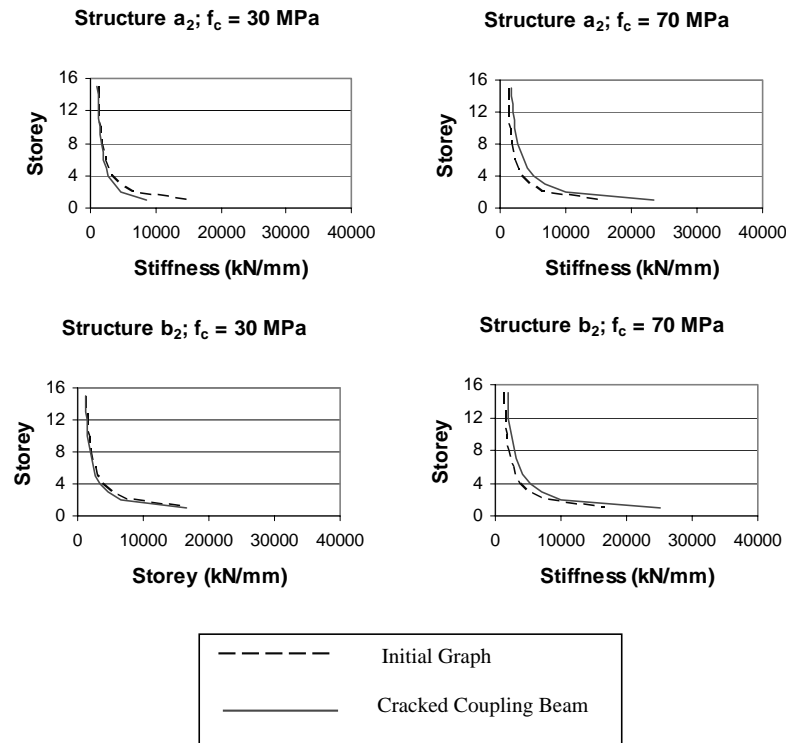 Structure a₂; f_c = 30 MPa
16
12
8
4
0
Storey
0 10000 20000 30000 40000
Stiffness (kN/mm)
Structure a₂; f_c = 70 MPa
16
12
8
4
0
Storey
0 10000 20000 30000 40000
Stiffness (kN/mm)
Structure b₂; f_c = 30 MPa
16
12
8
4
0
Storey
0 10000 20000 30000 40000
Storey (kN/mm)
Structure b₂; f_c = 70 MPa
16
12
8
4
0
Storey
0 10000 20000 30000 40000
Stiffness (kN/mm)
Initial Graph
Cracked Coupling Beam